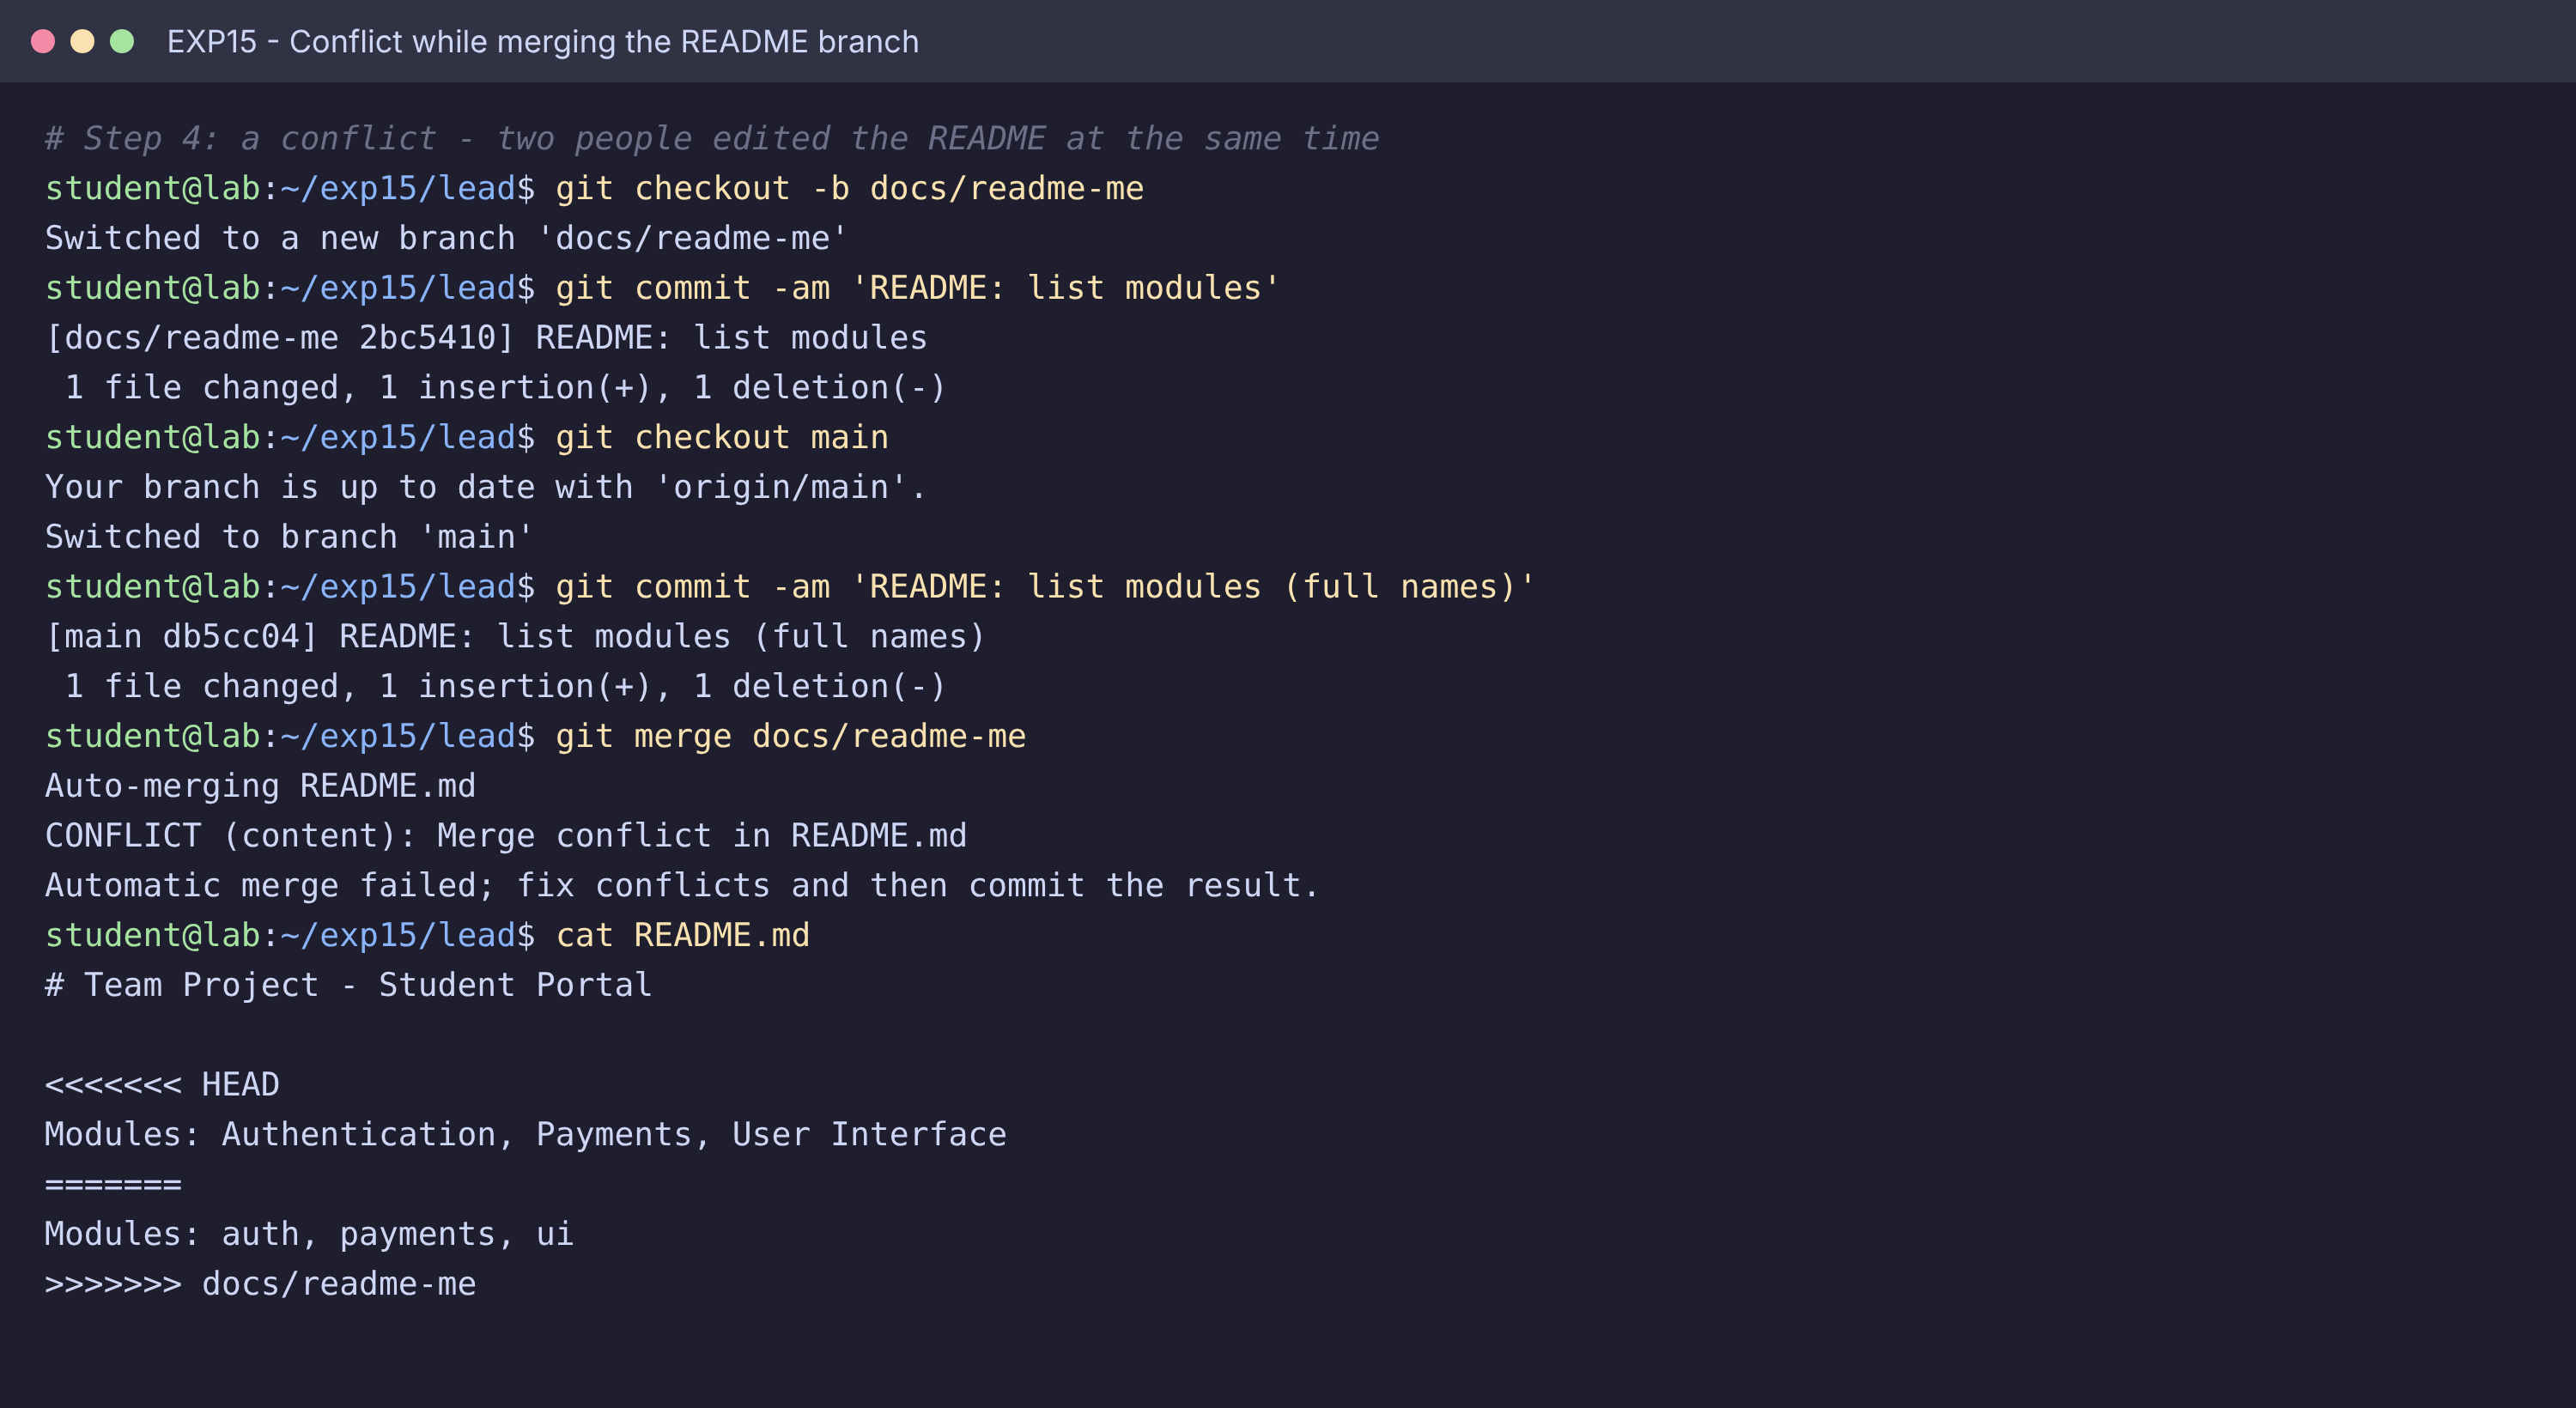 EXP15 - Conflict while merging the README branch
# Step 4: a conflict - two people edited the README at the same time
student@lab:~/exp15/lead$ git checkout -b docs/readme-me
Switched to a new branch 'docs/readme-me'
student@lab:~/exp15/lead$ git commit -am 'README: list modules'
[docs/readme-me 2bc5410] README: list modules
 1 file changed, 1 insertion(+), 1 deletion(-)
student@lab:~/exp15/lead$ git checkout main
Your branch is up to date with 'origin/main'.
Switched to branch 'main'
student@lab:~/exp15/lead$ git commit -am 'README: list modules (full names)'
[main db5cc04] README: list modules (full names)
 1 file changed, 1 insertion(+), 1 deletion(-)
student@lab:~/exp15/lead$ git merge docs/readme-me
Auto-merging README.md
CONFLICT (content): Merge conflict in README.md
Automatic merge failed; fix conflicts and then commit the result.
student@lab:~/exp15/lead$ cat README.md
# Team Project - Student Portal

<<<<<<< HEAD
Modules: Authentication, Payments, User Interface
=======
Modules: auth, payments, ui
>>>>>>> docs/readme-me